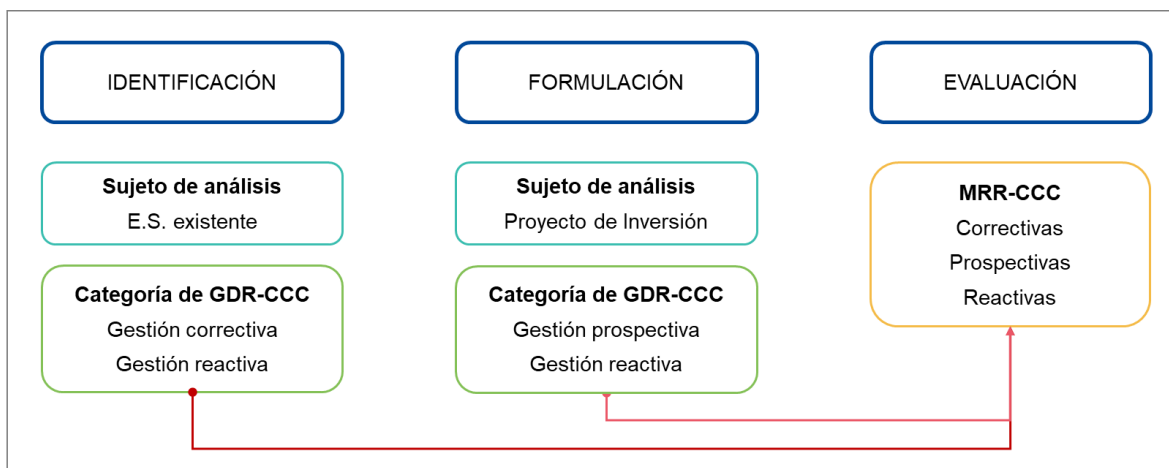 IDENTIFICACIÓN
FORMULACIÓN
EVALUACIÓN
Sujeto de análisis
E.S. existente
Sujeto de análisis
Proyecto de Inversión
MRR-CCC
Correctivas
Prospectivas
Reactivas
Categoría de GDR-CCC
Gestión correctiva
Gestión reactiva
Categoría de GDR-CCC
Gestión prospectiva
Gestión reactiva